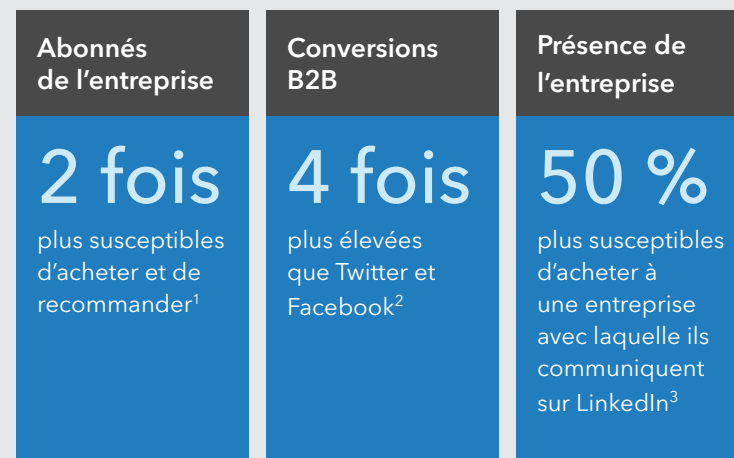 Abonnés
de l’entreprise
2 fois
plus susceptibles
d’acheter et de
recommander¹
Conversions
B2B
4 fois
plus élevées
que Twitter et
Facebook²
Présence de
l’entreprise
50 %
plus susceptibles
d’acheter à
une entreprise
avec laquelle ils
communiquent
sur LinkedIn³